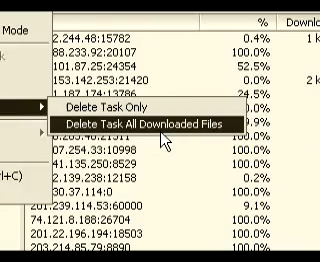 Mode % Downlo
2.244.48:15782 0.4% 1 k
88.233.92:20107 100.0%
101.87.25:24354 52.5%
153.142.253:21420 0.0% 2 k
187.174:13786 24.5%
Delete Task Only
Delete Task All Downloaded Files
07.254.33:10998 100.0%
41.135.250:8529 100.0%
2.139.238:12158 0.2%
rl+C) 30.37.114:0 100.0%
201.239.114.53:60000 9.1%
74.121.8.188:26704 100.0%
201.22.196.194:18503 100.0%
203.214.85.79:8890 100.0%